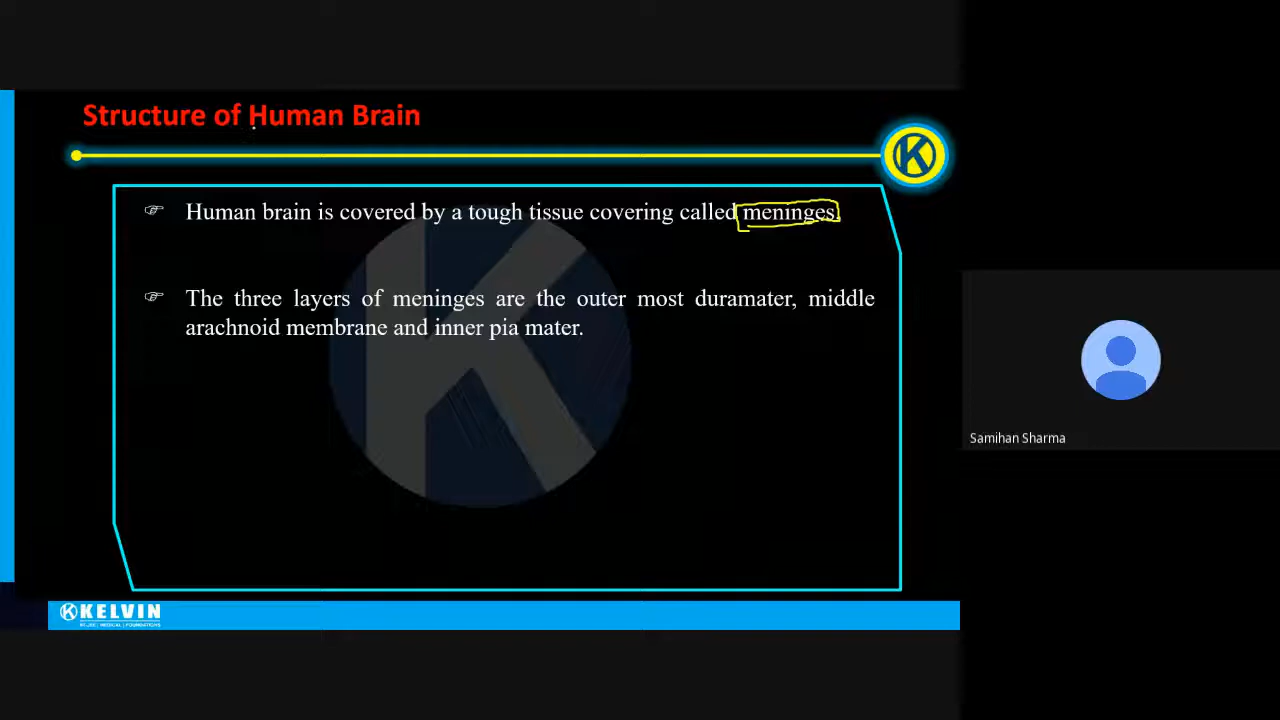 Structure of Human Brain
☞ Human brain is covered by a tough tissue covering called meninges.
☞ The three layers of meninges are the outer most duramater, middle
arachnoid membrane and inner pia mater.
Samihan Sharma
KELVIN